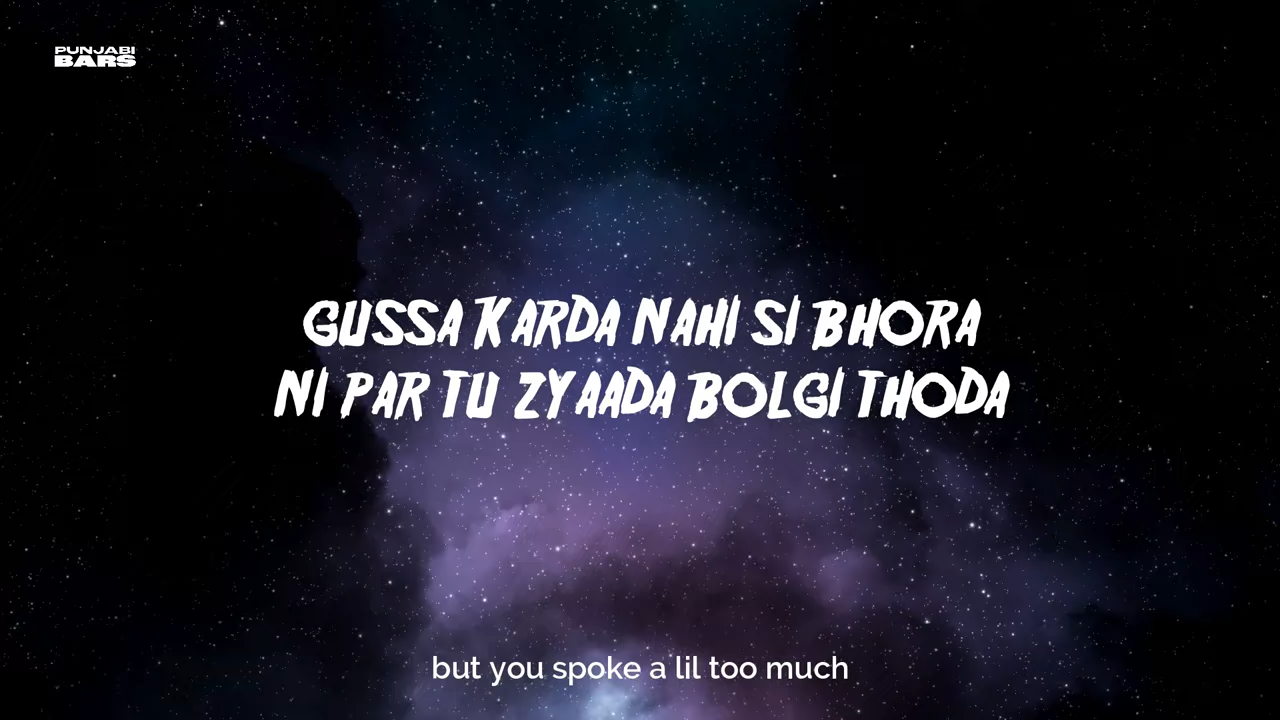 PUNJABI
BARS
GUSSA KARDA NAHI SI BHORA
NI PAR TU ZYAADA BOLGI THODA
but you spoke a lil too much